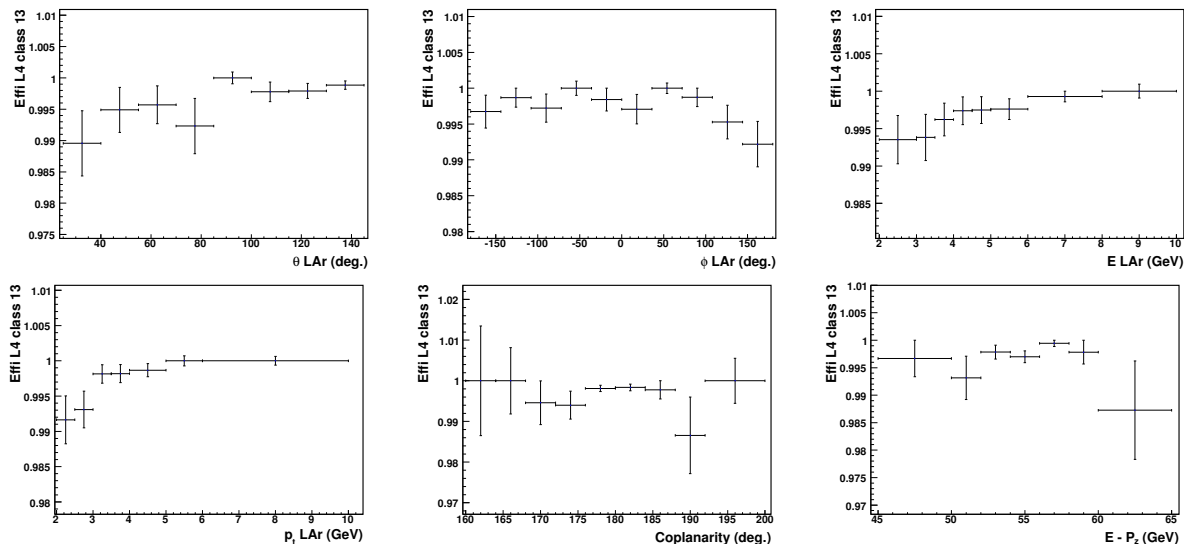 Effi L4 class 13
1.01
1.005
1
0.995
0.99
0.985
0.98
0.975
40 60 80 100 120 140
θ LAr (deg.)
Effi L4 class 13
1.01
1.005
1
0.995
0.99
0.985
0.98
-150 -100 -50 0 50 100 150
ϕ LAr (deg.)
Effi L4 class 13
1.01
1.005
1
0.995
0.99
0.985
2 3 4 5 6 7 8 9 10
E LAr (GeV)
Effi L4 class 13
1.01
1.005
1
0.995
0.99
0.985
0.98
2 3 4 5 6 7 8 9 10
pt LAr (GeV)
Effi L4 class 13
1.02
1.01
1
0.99
0.98
0.97
160 165 170 175 180 185 190 195 200
Coplanarity (deg.)
Effi L4 class 13
1.01
1.005
1
0.995
0.99
0.985
0.98
0.975
0.97
45 50 55 60 65
E - Pz (GeV)